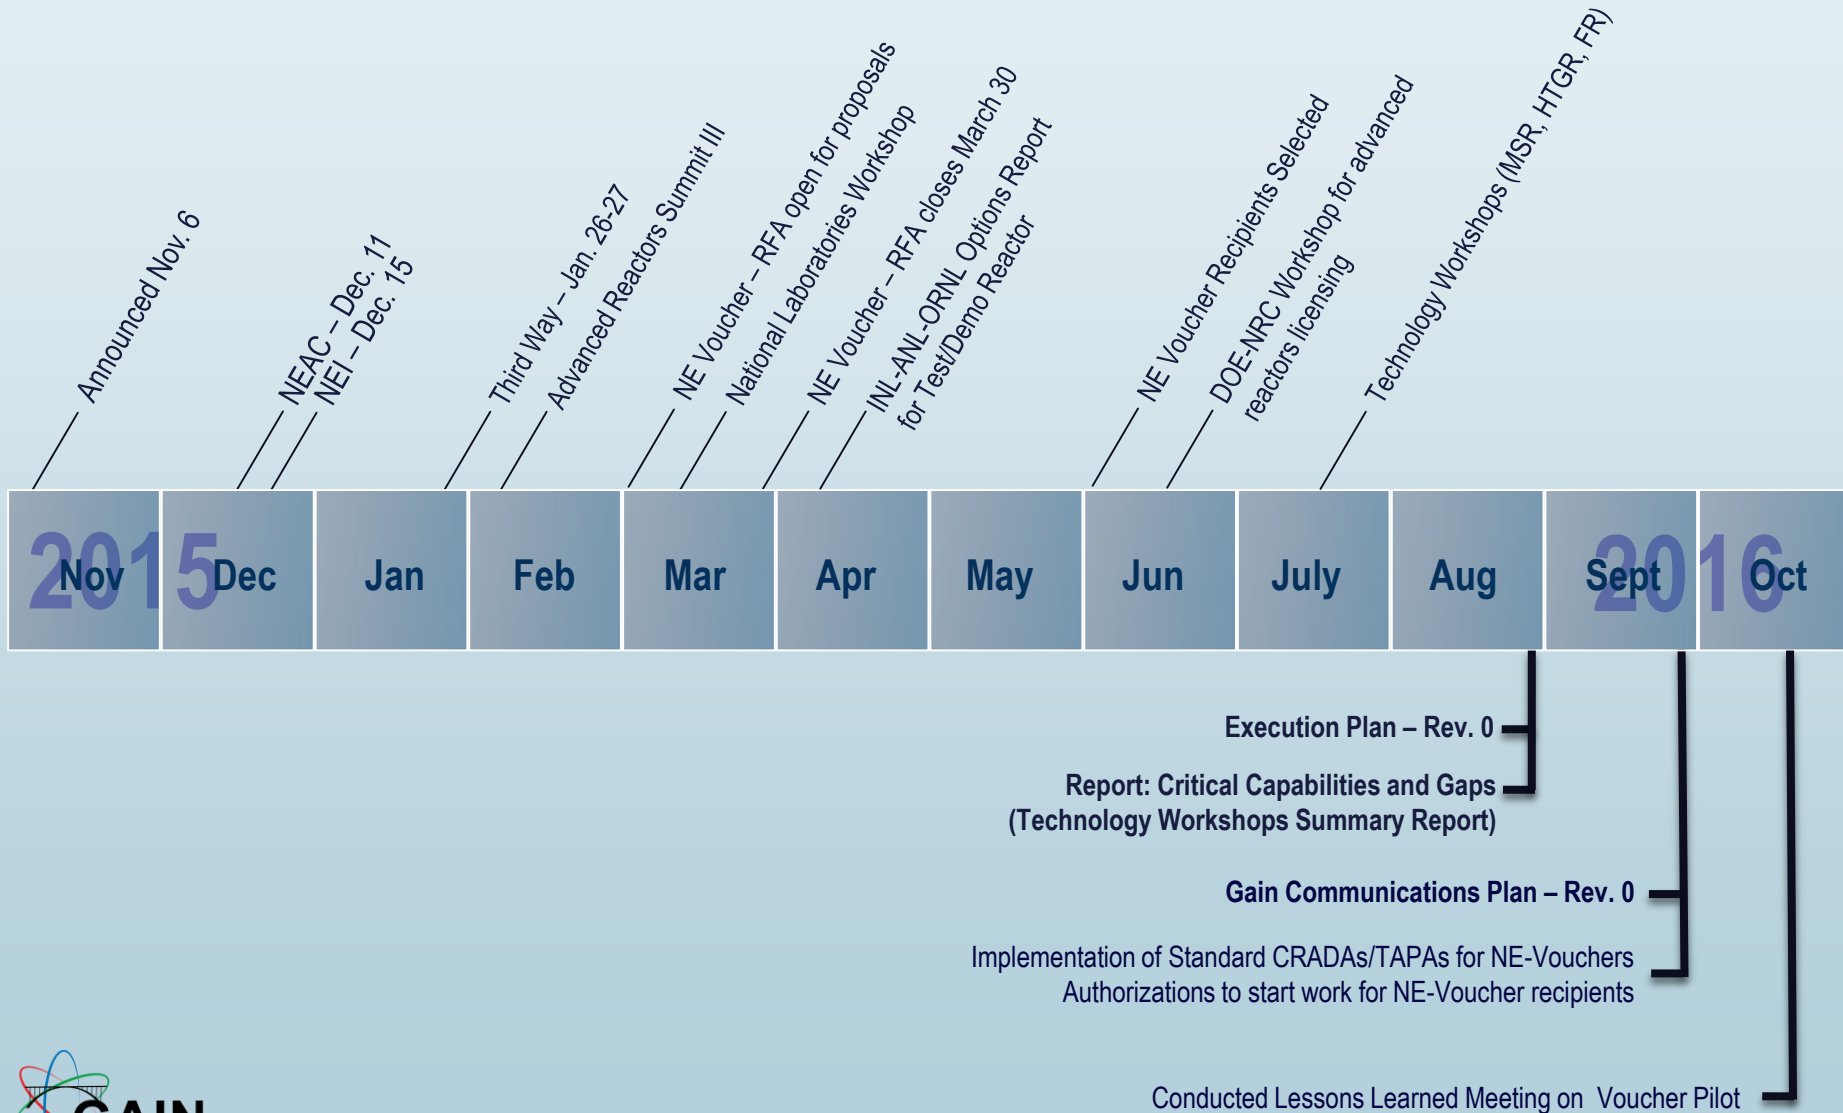 Announced Nov. 6
NEAC – Dec. 11
NEI – Dec. 15
Third Way – Jan. 26-27
Advanced Reactors Summit III
NE Voucher – RFA open for proposals
National Laboratories Workshop
NE Voucher – RFA closes March 30
INL-ANL-ORNL Options Report
for Test/Demo Reactor
NE Voucher Recipients Selected
DOE-NRC Workshop for advanced
reactors licensing
Technology Workshops (MSR, HTGR, FR)
2015
2016
Nov
Dec
Jan
Feb
Mar
Apr
May
Jun
July
Aug
Sept
Oct
Execution Plan – Rev. 0
Report: Critical Capabilities and Gaps
(Technology Workshops Summary Report)
Gain Communications Plan – Rev. 0
Implementation of Standard CRADAs/TAPAs for NE-Vouchers
Authorizations to start work for NE-Voucher recipients
Conducted Lessons Learned Meeting on Voucher Pilot
GAIN